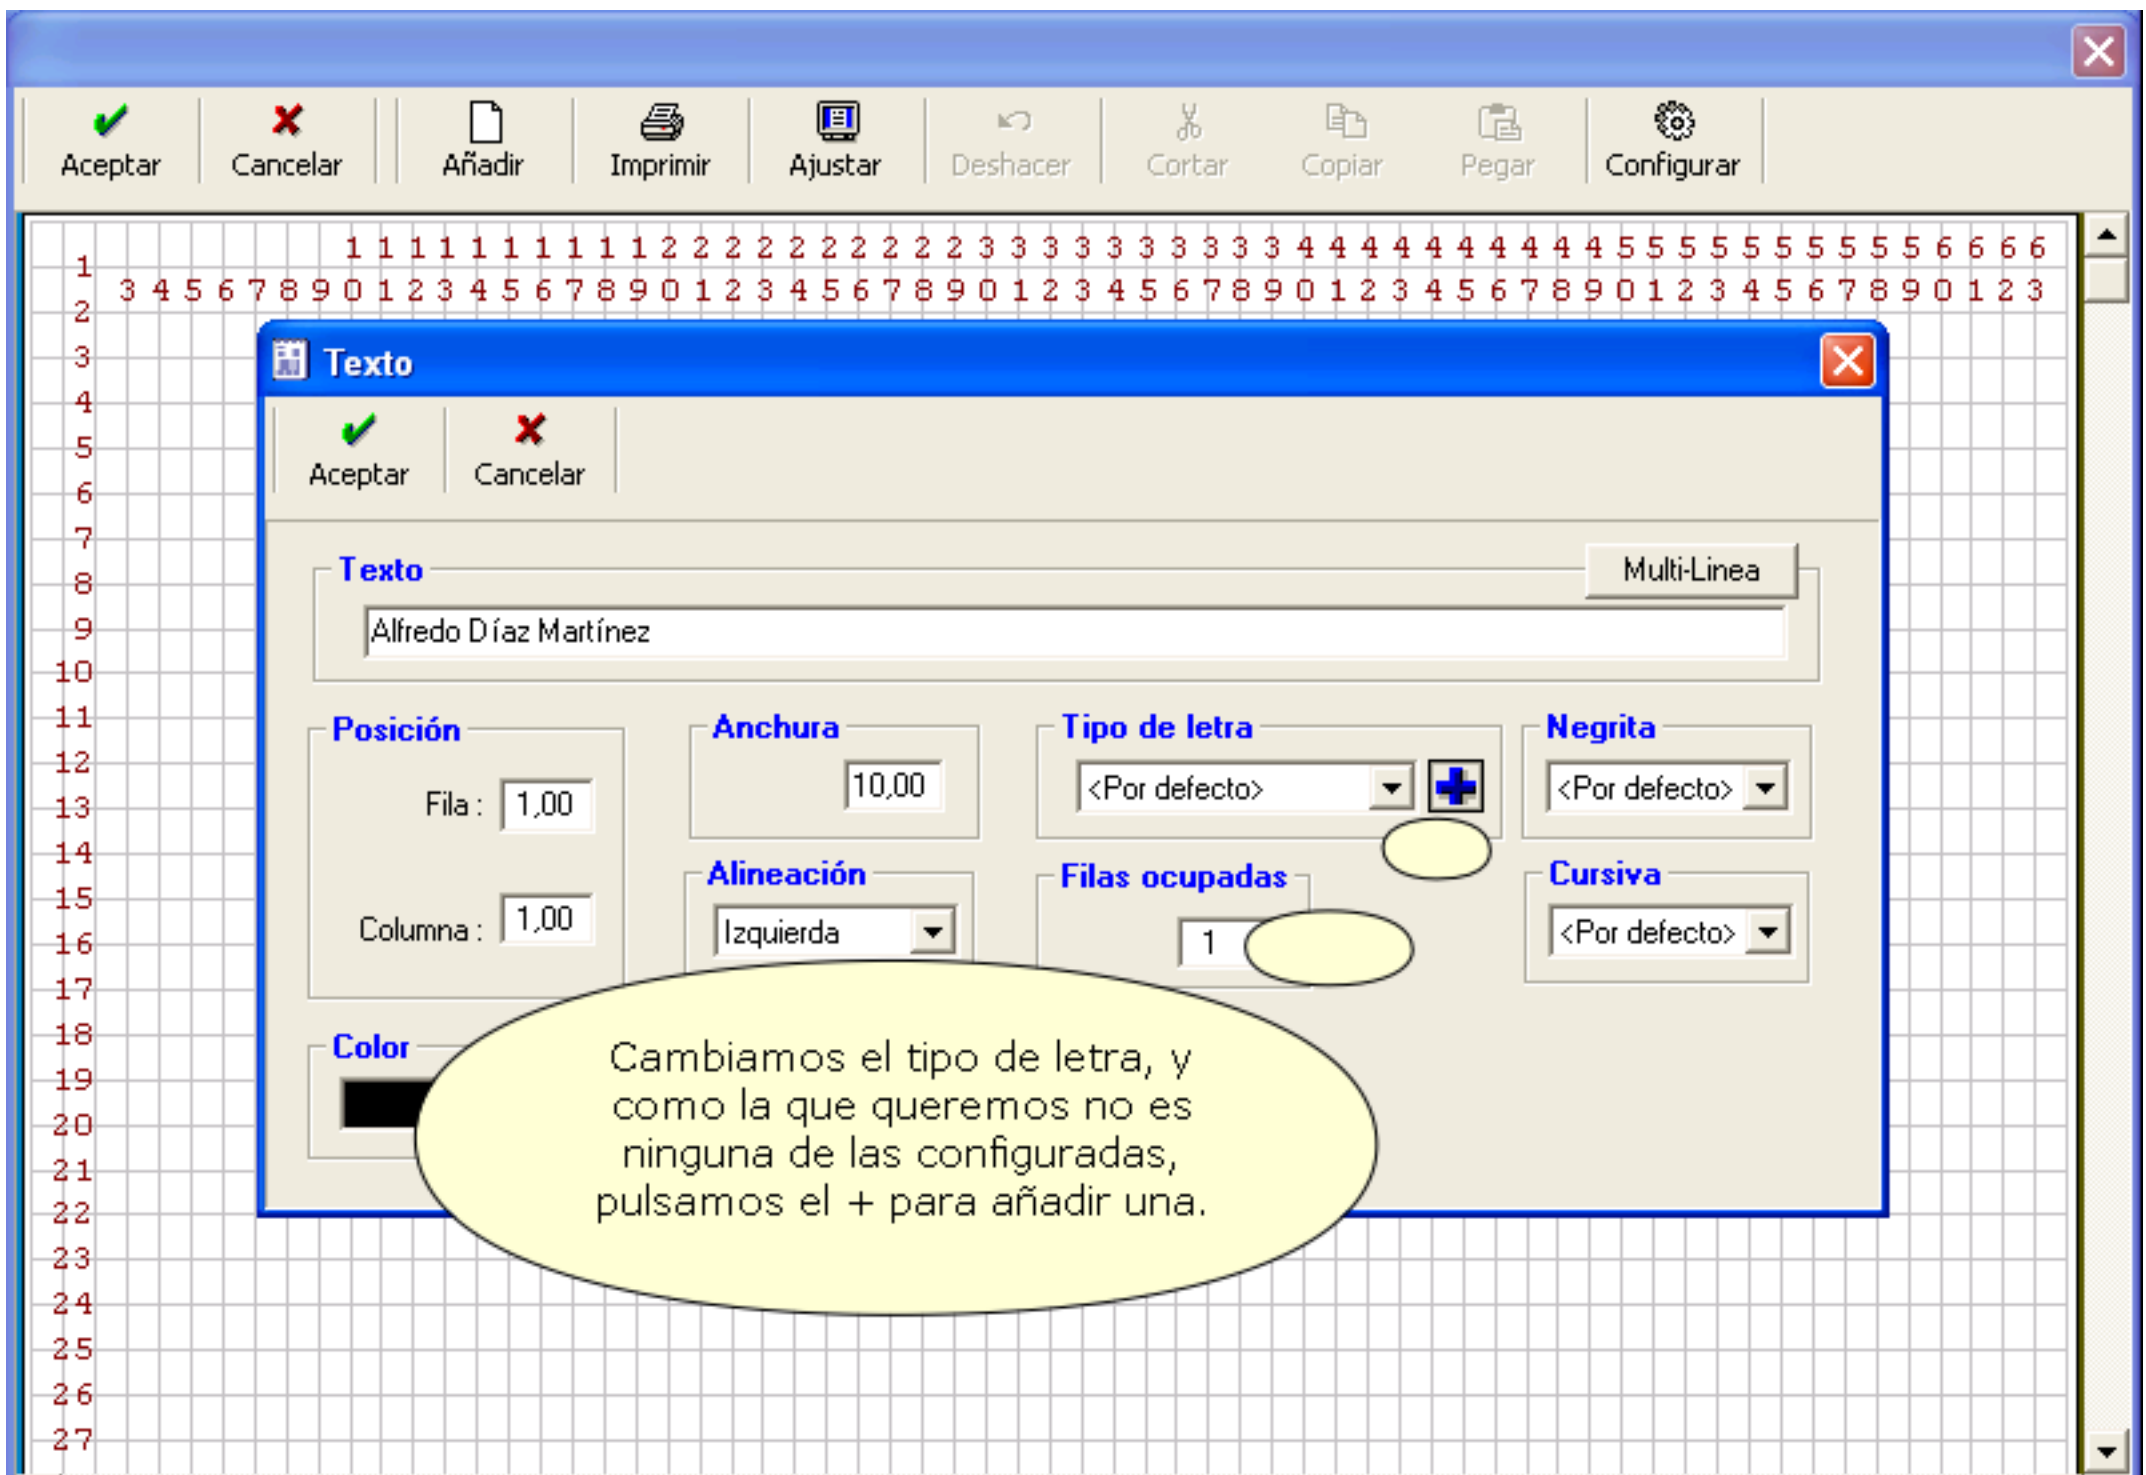 Aceptar Cancelar Añadir Imprimir Ajustar Deshacer Cortar Copiar Pegar Configurar
1 1 1 1 1 1 1 1 1 1 2 2 2 2 2 2 2 2 2 2 3 3 3 3 3 3 3 3 3 3 4 4 4 4 4 4 4 4 4 4 5 5 5 5 5 5 5 5 5 5 6 6 6 6
1
3 4 5 6 7 8 9 0 1 2 3 4 5 6 7 8 9 0 1 2 3 4 5 6 7 8 9 0 1 2 3 4 5 6 7 8 9 0 1 2 3 4 5 6 7 8 9 0 1 2 3 4 5 6 7 8 9 0 1 2 3
2
3
4
5
6
7
8
9
10
11
12
13
14
15
16
17
18
19
20
21
22
23
24
25
26
27
Texto
Aceptar Cancelar
Texto Multi-Linea
Alfredo Díaz Martínez
Posición Anchura Tipo de letra Negrita
Fila : 1,00 10,00 <Por defecto> <Por defecto>
Alineación Filas ocupadas Cursiva
Columna : 1,00 Izquierda 1 <Por defecto>
Color
Cambiamos el tipo de letra, y
como la que queremos no es
ninguna de las configuradas,
pulsamos el + para añadir una.